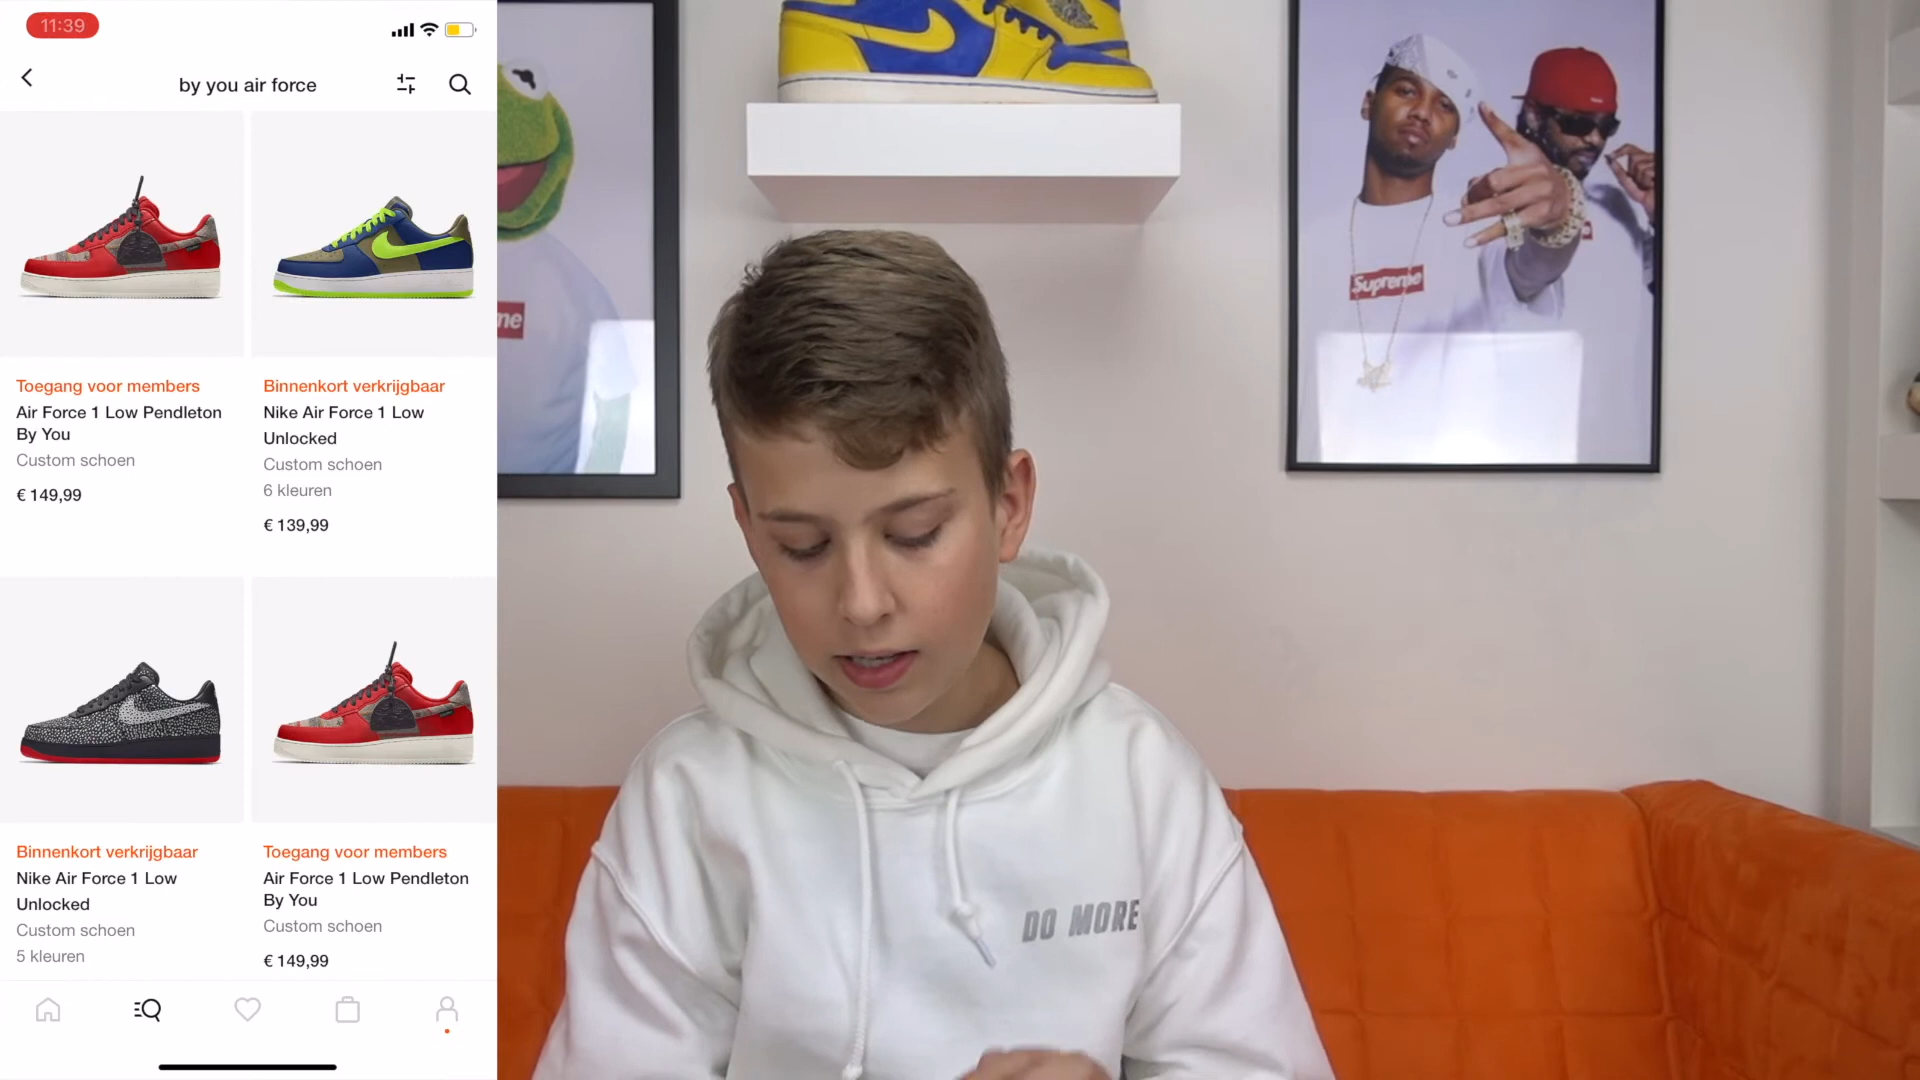 11:39
by you air force
Toegang voor members
Air Force 1 Low Pendleton
By You
Custom schoen
€ 149,99
Binnenkort verkrijgbaar
Nike Air Force 1 Low
Unlocked
Custom schoen
6 kleuren
€ 139,99
Binnenkort verkrijgbaar
Nike Air Force 1 Low
Unlocked
Custom schoen
5 kleuren
Toegang voor members
Air Force 1 Low Pendleton
By You
Custom schoen
€ 149,99
me
Supreme
DO MORE